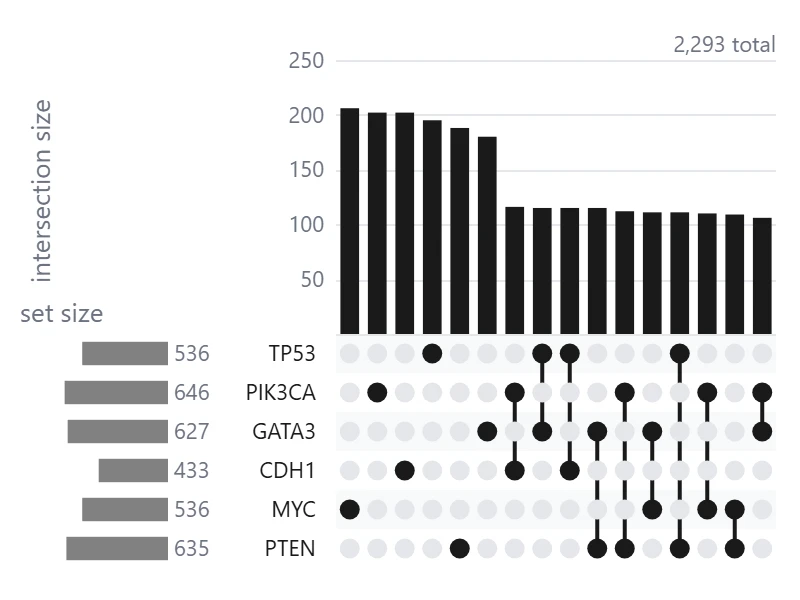 2,293 total
250
200
150
100
50
intersection size
set size
536 TP53
646 PIK3CA
627 GATA3
433 CDH1
536 MYC
635 PTEN